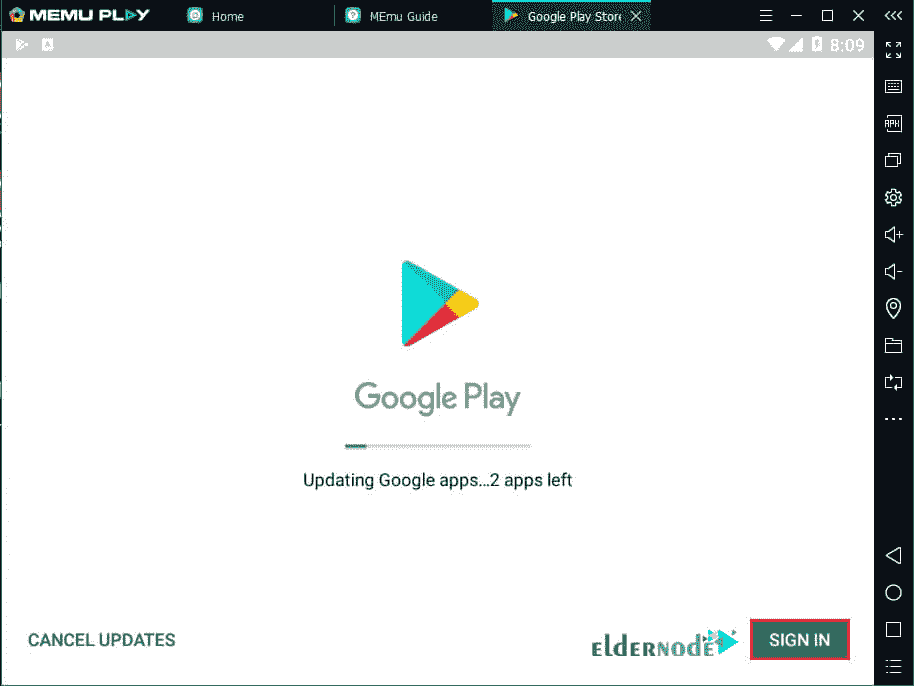 MEMU PLAY
Home
MEmu Guide
Google Play Store
8:09
APK
Google Play
Updating Google apps...2 apps left
CANCEL UPDATES
eldernode
SIGN IN